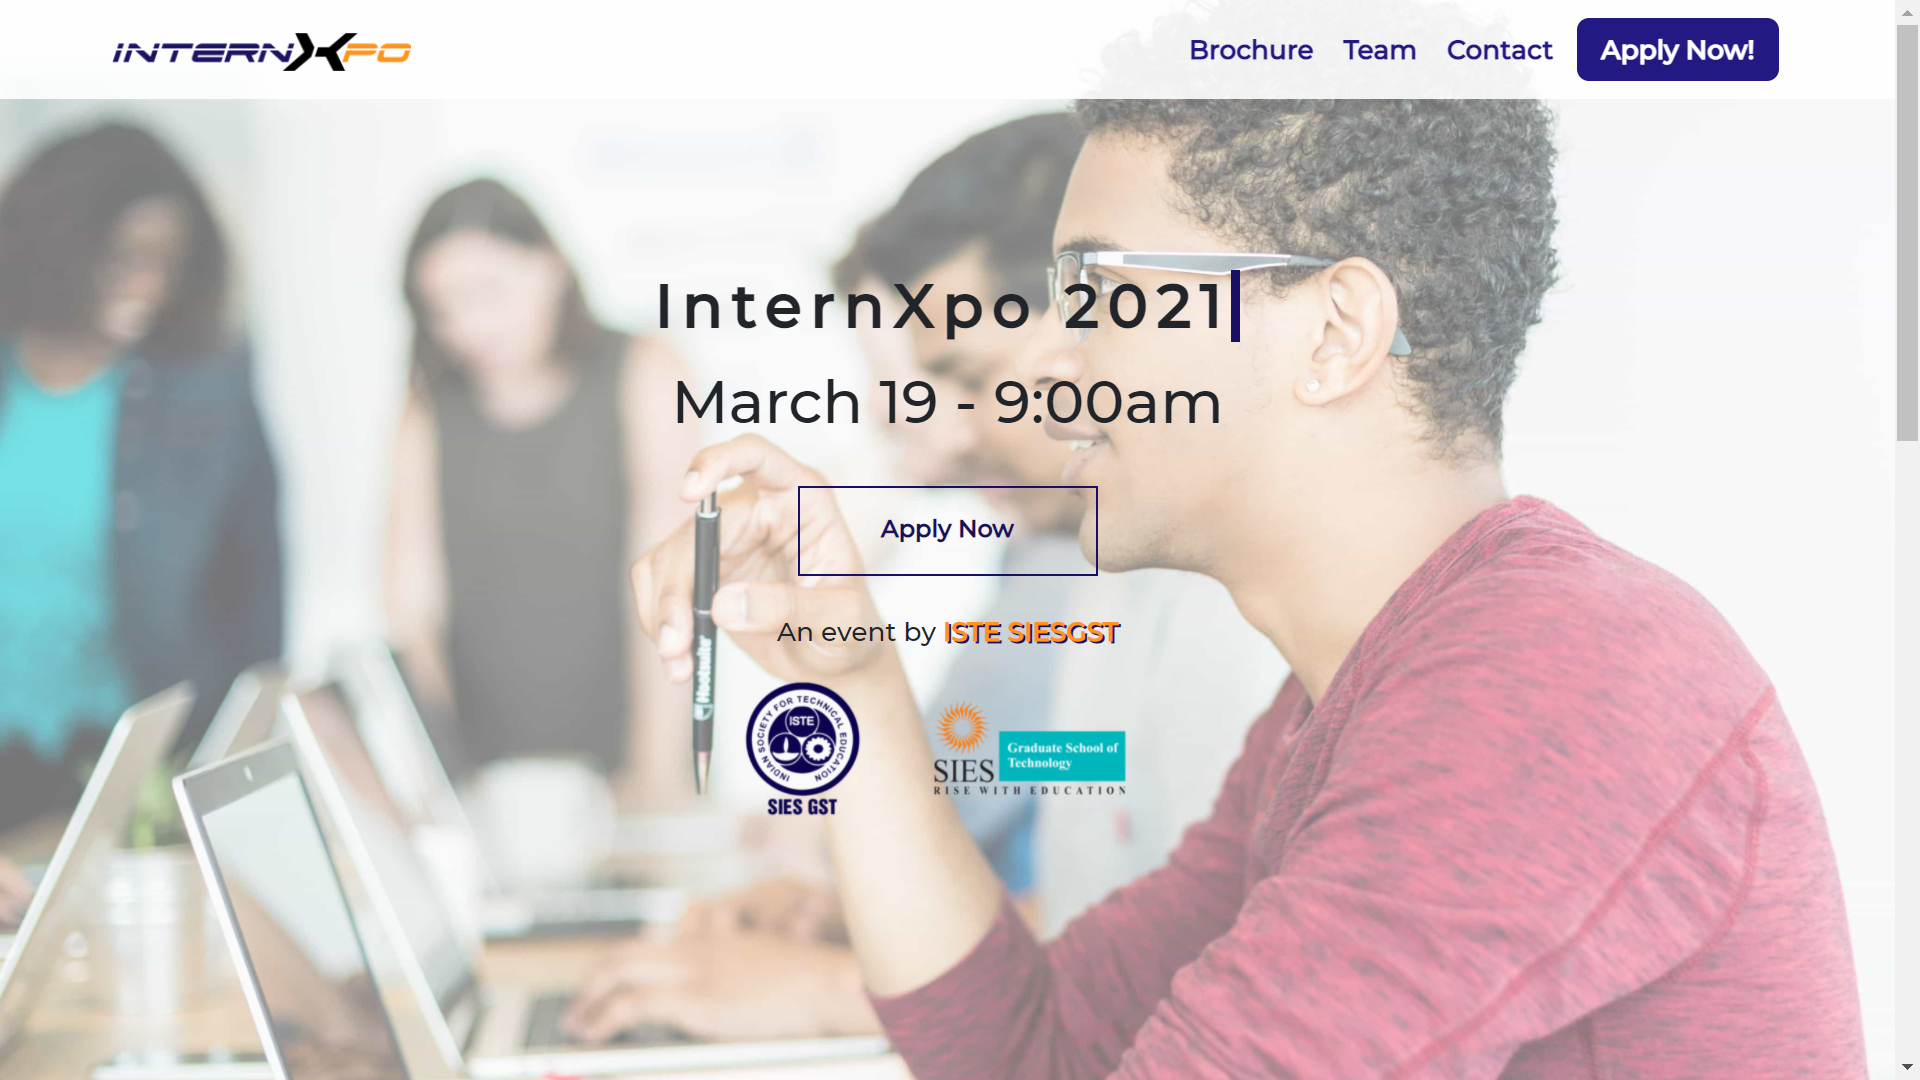 INTERNXPO
Brochure Team Contact Apply Now!
InternXpo 2021
March 19 - 9:00am
Apply Now
An event by ISTE SIESGST
Hootsuite
INDIAN SOCIETY FOR TECHNICAL EDUCATION
ISTE
SIES GST
SIES
Graduate School of
Technology
RISE WITH EDUCATION